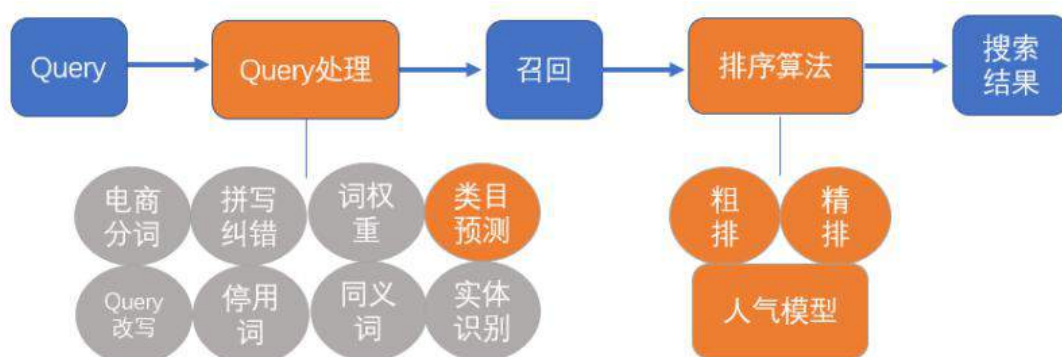 Query
Query处理
召回
排序算法
搜索
结果
电商
分词
拼写
纠错
词权
重
类目
预测
Query
改写
停用
词
同义
词
实体
识别
粗
排
精
排
人气模型